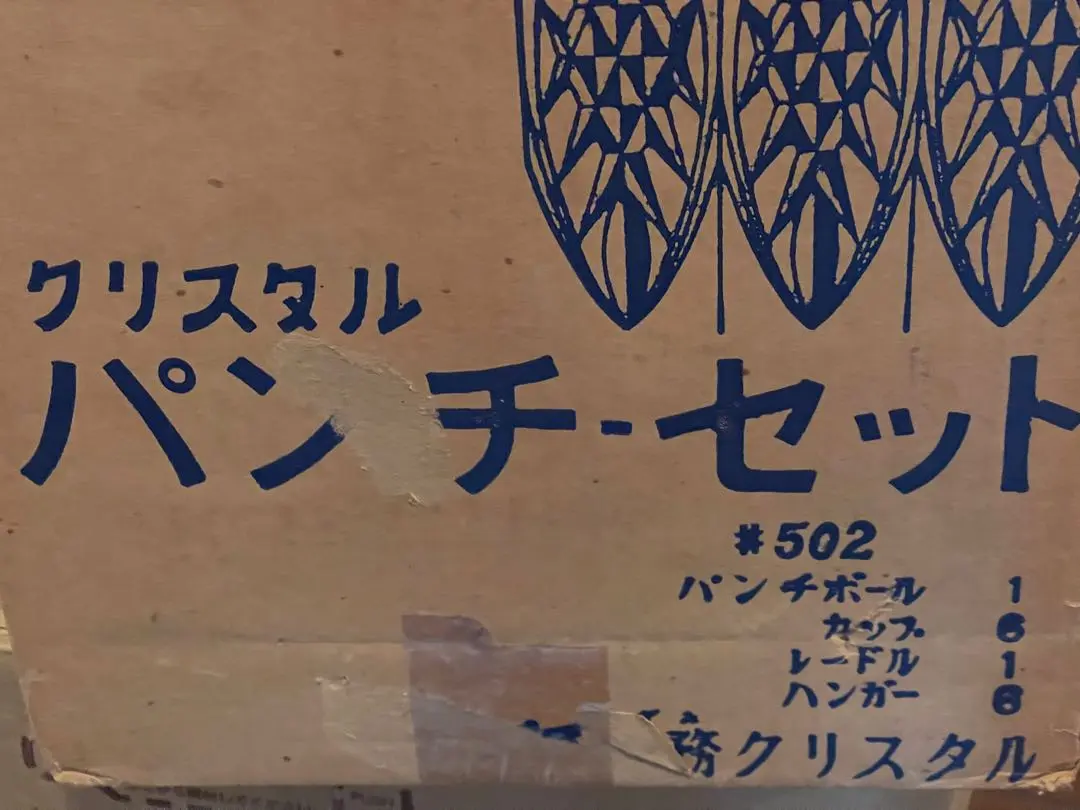 クリスタル
パンチ-セット
#502
パンチボール 1
カップ 6
レードル 1
ハンガー 6
クリスタル